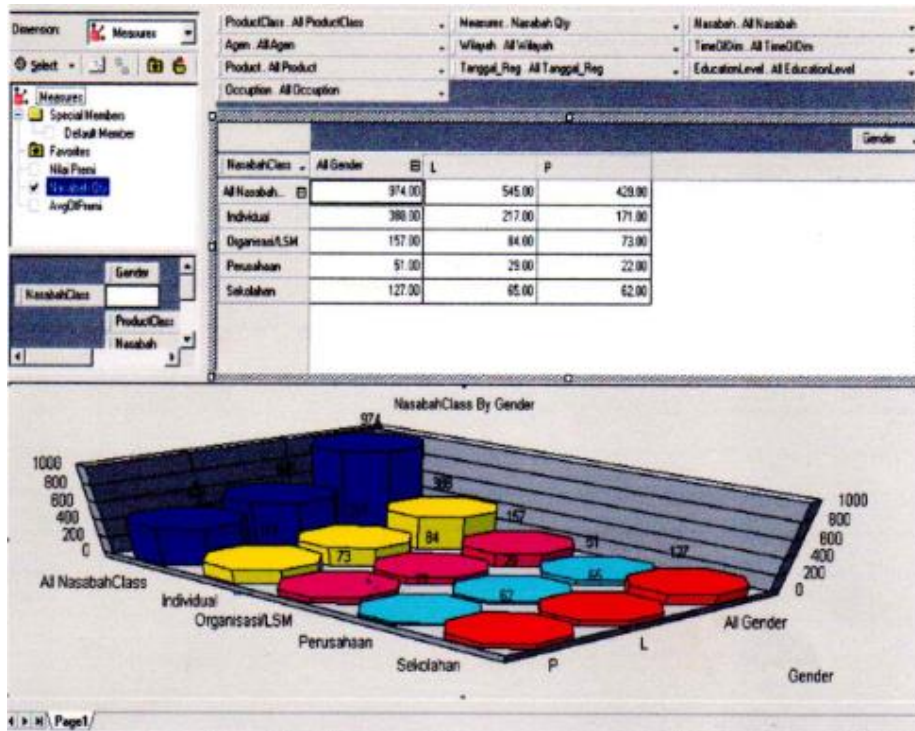 Dimension: Measures
ProductClass . All ProductClass
Measures . Nasabah Qty
Nasabah . All Nasabah
Agen . All Agen
Wilayah . All Wilayah
TimeOfDim . All TimeOfDim
Select
Product . All Product
Tanggal_Reg . All Tanggal_Reg
EducationLevel . All EducationLevel
Occuption . All Occuption
Measures
Special Members
Default Member
Favorites
Nilai Premi
Nasabah Qty
AvgOfPremi
Gender
NasabahClass
ProductClass
Nasabah
Gender
NasabahClass All Gender L P
All Nasabah... 974.00 545.00 429.00
Individual 217.00 171.00
Organisasi/LSM 157.00 84.00 73.00
Perusahaan 51.00 29.00 22.00
Sekolahan 127.00 65.00 62.00
NasabahClass By Gender
974
157
84
73
51
127
65
62
1000
800
600
400
200
0
1000
800
600
400
200
0
All NasabahClass
Individual
Organisasi/LSM
Perusahaan
Sekolahan
P
L
All Gender
Gender
Page1